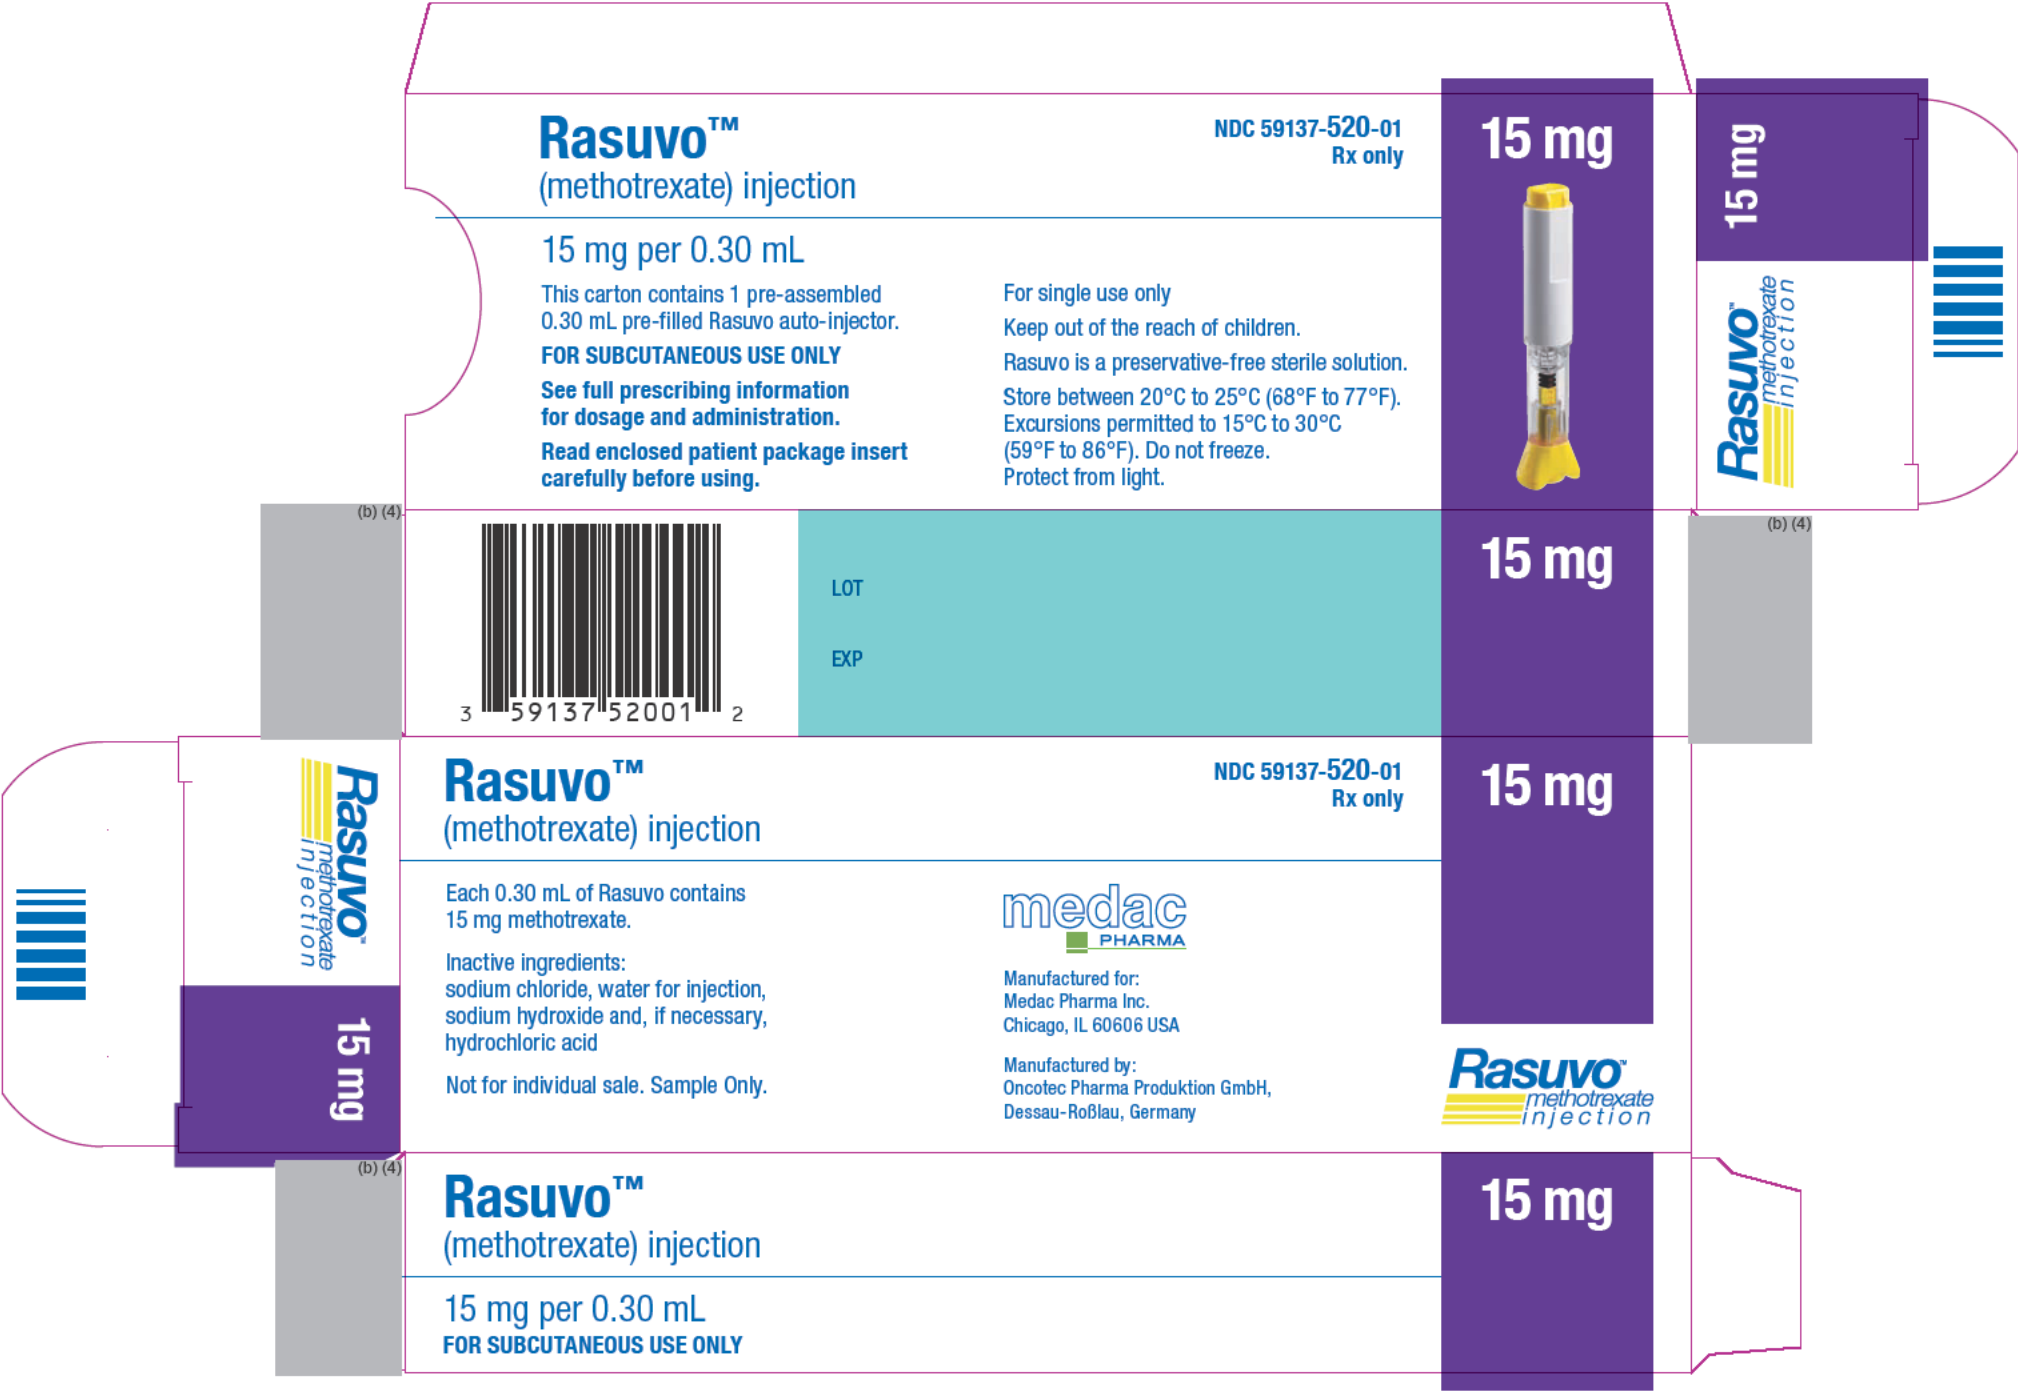 Rasuvo™
(methotrexate) injection
NDC 59137-520-01
Rx only
15 mg
15 mg per 0.30 mL
This carton contains 1 pre-assembled
0.30 mL pre-filled Rasuvo auto-injector.
FOR SUBCUTANEOUS USE ONLY
See full prescribing information
for dosage and administration.
Read enclosed patient package insert
carefully before using.
For single use only
Keep out of the reach of children.
Rasuvo is a preservative-free sterile solution.
Store between 20°C to 25°C (68°F to 77°F).
Excursions permitted to 15°C to 30°C
(59°F to 86°F). Do not freeze.
Protect from light.
15 mg
Rasuvo™
methotrexate
injection
(b) (4)
3 59137 52001 2
LOT
EXP
15 mg
(b) (4)
Rasuvo™
methotrexate
injection
15 mg
Rasuvo™
(methotrexate) injection
NDC 59137-520-01
Rx only
15 mg
Each 0.30 mL of Rasuvo contains
15 mg methotrexate.
Inactive ingredients:
sodium chloride, water for injection,
sodium hydroxide and, if necessary,
hydrochloric acid
Not for individual sale. Sample Only.
medac
PHARMA
Manufactured for:
Medac Pharma Inc.
Chicago, IL 60606 USA
Manufactured by:
Oncotec Pharma Produktion GmbH,
Dessau-Roßlau, Germany
Rasuvo™
methotrexate
injection
(b) (4)
Rasuvo™
(methotrexate) injection
15 mg
15 mg per 0.30 mL
FOR SUBCUTANEOUS USE ONLY